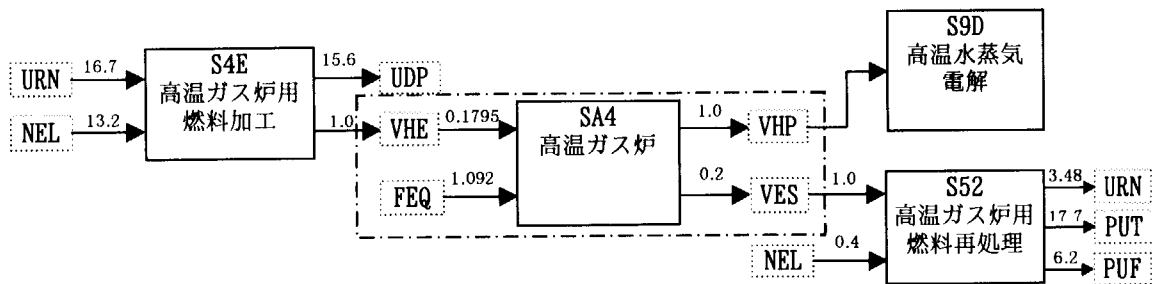 URN
16.7
NEL
13.2
S4E
高温ガス炉用
燃料加工
15.6
UDP
1.0
VHE
0.1795
FEQ
1.092
SA4
高温ガス炉
1.0
VHP
0.2
VES
S9D
高温水蒸気
電解
1.0
NEL
0.4
S52
高温ガス炉用
燃料再処理
3.48
URN
17.7
PUT
6.2
PUF